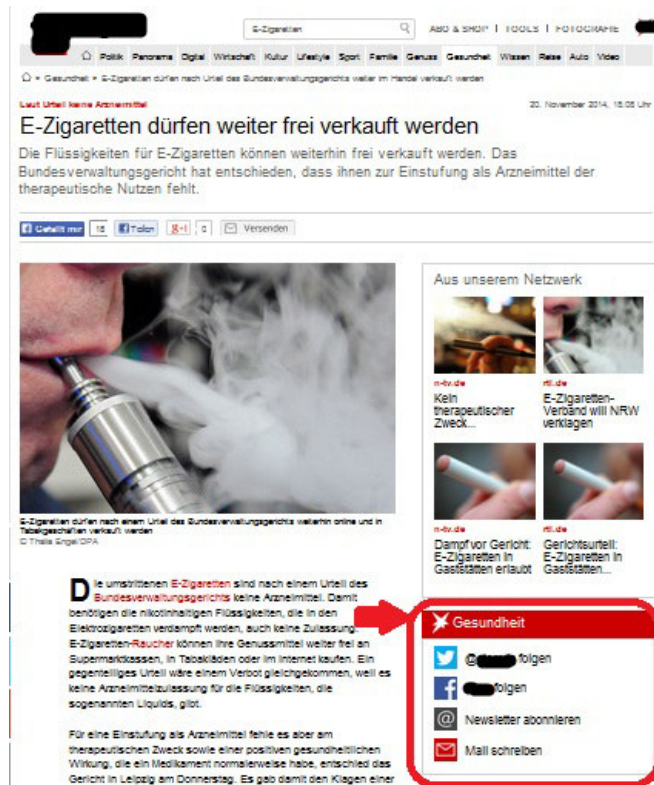 E-Zigaretten
ABO & SHOP | TOOLS | FOTOGRAFIE
Politik Panorama Digital Wirtschaft Kultur Lifestyle Sport Familie Genuss Gesundheit Wissen Reise Auto Video
Gesundheit » E-Zigaretten dürfen nach Urteil des Bundesverwaltungsgerichts weiter im Handel verkauft werden
Laut Urteil keine Arzneimittel
20. November 2014, 18:08 Uhr
E-Zigaretten dürfen weiter frei verkauft werden
Die Flüssigkeiten für E-Zigaretten können weiterhin frei verkauft werden. Das
Bundesverwaltungsgericht hat entschieden, dass ihnen zur Einstufung als Arzneimittel der
therapeutische Nutzen fehlt.
Gefällt mir 18 Teilen g+1 0 Versenden
E-Zigaretten dürfen nach einem Urteil des Bundesverwaltungsgerichts weiterhin online und in
Tabakgeschäften verkauft werden
© Thalia Engel/DPA
Die umstrittenen E-Zigaretten sind nach einem Urteil des
Bundesverwaltungsgerichts keine Arzneimittel. Damit
benötigen die nikotinhaltigen Flüssigkeiten, die in den
Elektrozigaretten verdampft werden, auch keine Zulassung.
E-Zigaretten-Raucher können ihre Genussmittel weiter frei an
Supermarktkassen, in Tabakläden oder im Internet kaufen. Ein
gegenteiliges Urteil wäre einem Verbot gleichgekommen, weil es
keine Arzneimittelzulassung für die Flüssigkeiten, die
sogenannten Liquids, gibt.
Für eine Einstufung als Arzneimittel fehle es aber am
therapeutischen Zweck sowie einer positiven gesundheitlichen
Wirkung, die ein Medikament normalerweise habe, entschied das
Gericht in Leipzig am Donnerstag. Es gab damit den Klagen einer
Aus unserem Netzwerk
n-tv.de
Kein
therapeutischer
Zweck...
rtl.de
E-Zigaretten-
Verband will NRW
verklagen
n-tv.de
Dampf vor Gericht:
E-Zigaretten in
Gaststätten erlaubt
rtl.de
Gerichtsurteil:
E-Zigaretten in
Gaststätten...
Gesundheit
@ folgen
folgen
@ Newsletter abonnieren
Mail schreiben